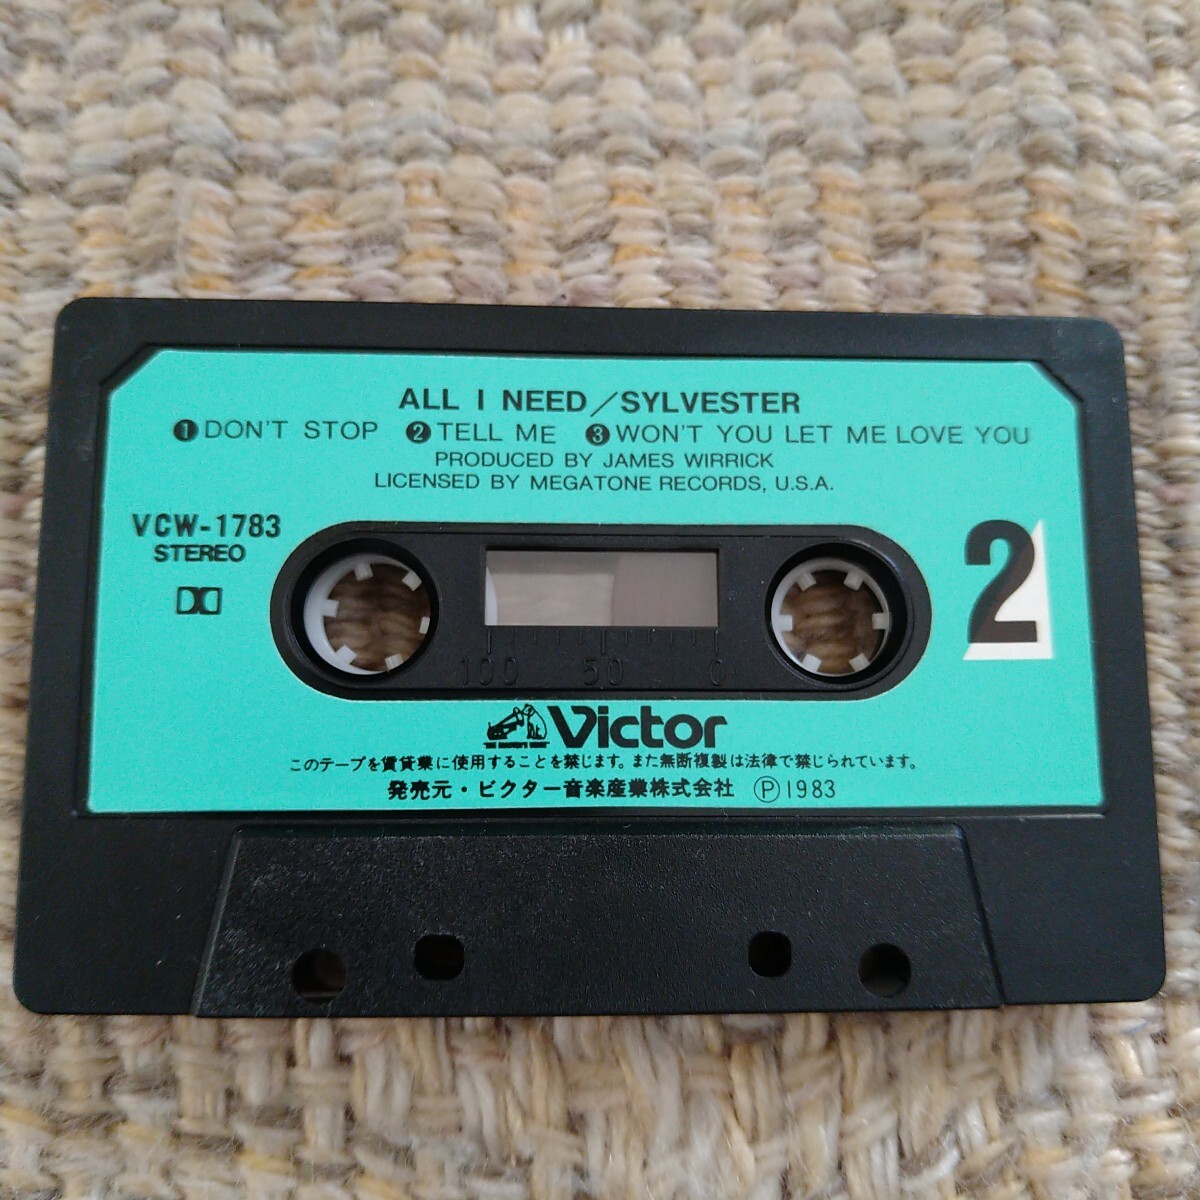 ALL I NEED/SYLVESTER
❶DON'T STOP ❷TELL ME ❸WON'T YOU LET ME LOVE YOU
PRODUCED BY JAMES WIRRICK
LICENSED BY MEGATONE RECORDS, U.S.A.
VCW-1783
STEREO
2
100 50 0
Victor
このテープを賃貸業に使用することを禁じます。また無断複製は法律で禁じられています。
発売元・ビクター音楽産業株式会社 Ⓟ1983